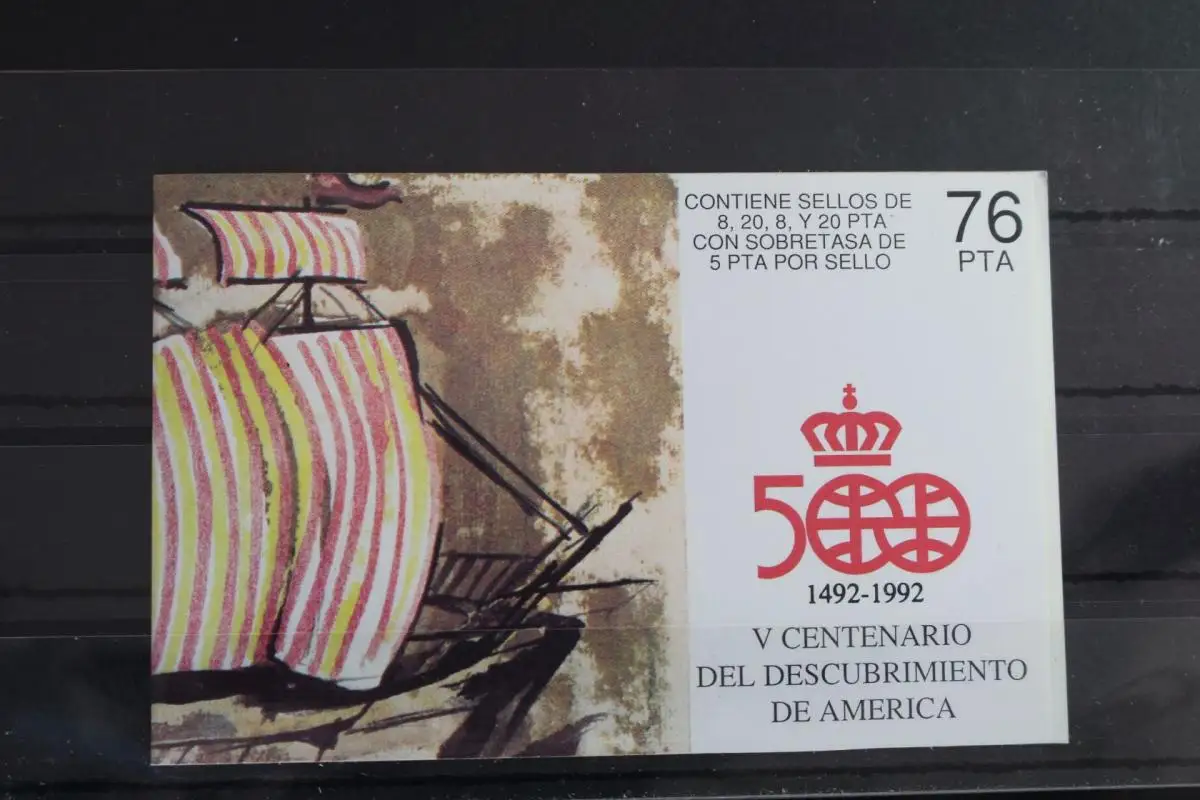 CONTIENE SELLOS DE
8, 20, 8, Y 20 PTA
CON SOBRETASA DE
5 PTA POR SELLO
76
PTA
500
1492-1992
V CENTENARIO
DEL DESCUBRIMIENTO
DE AMERICA